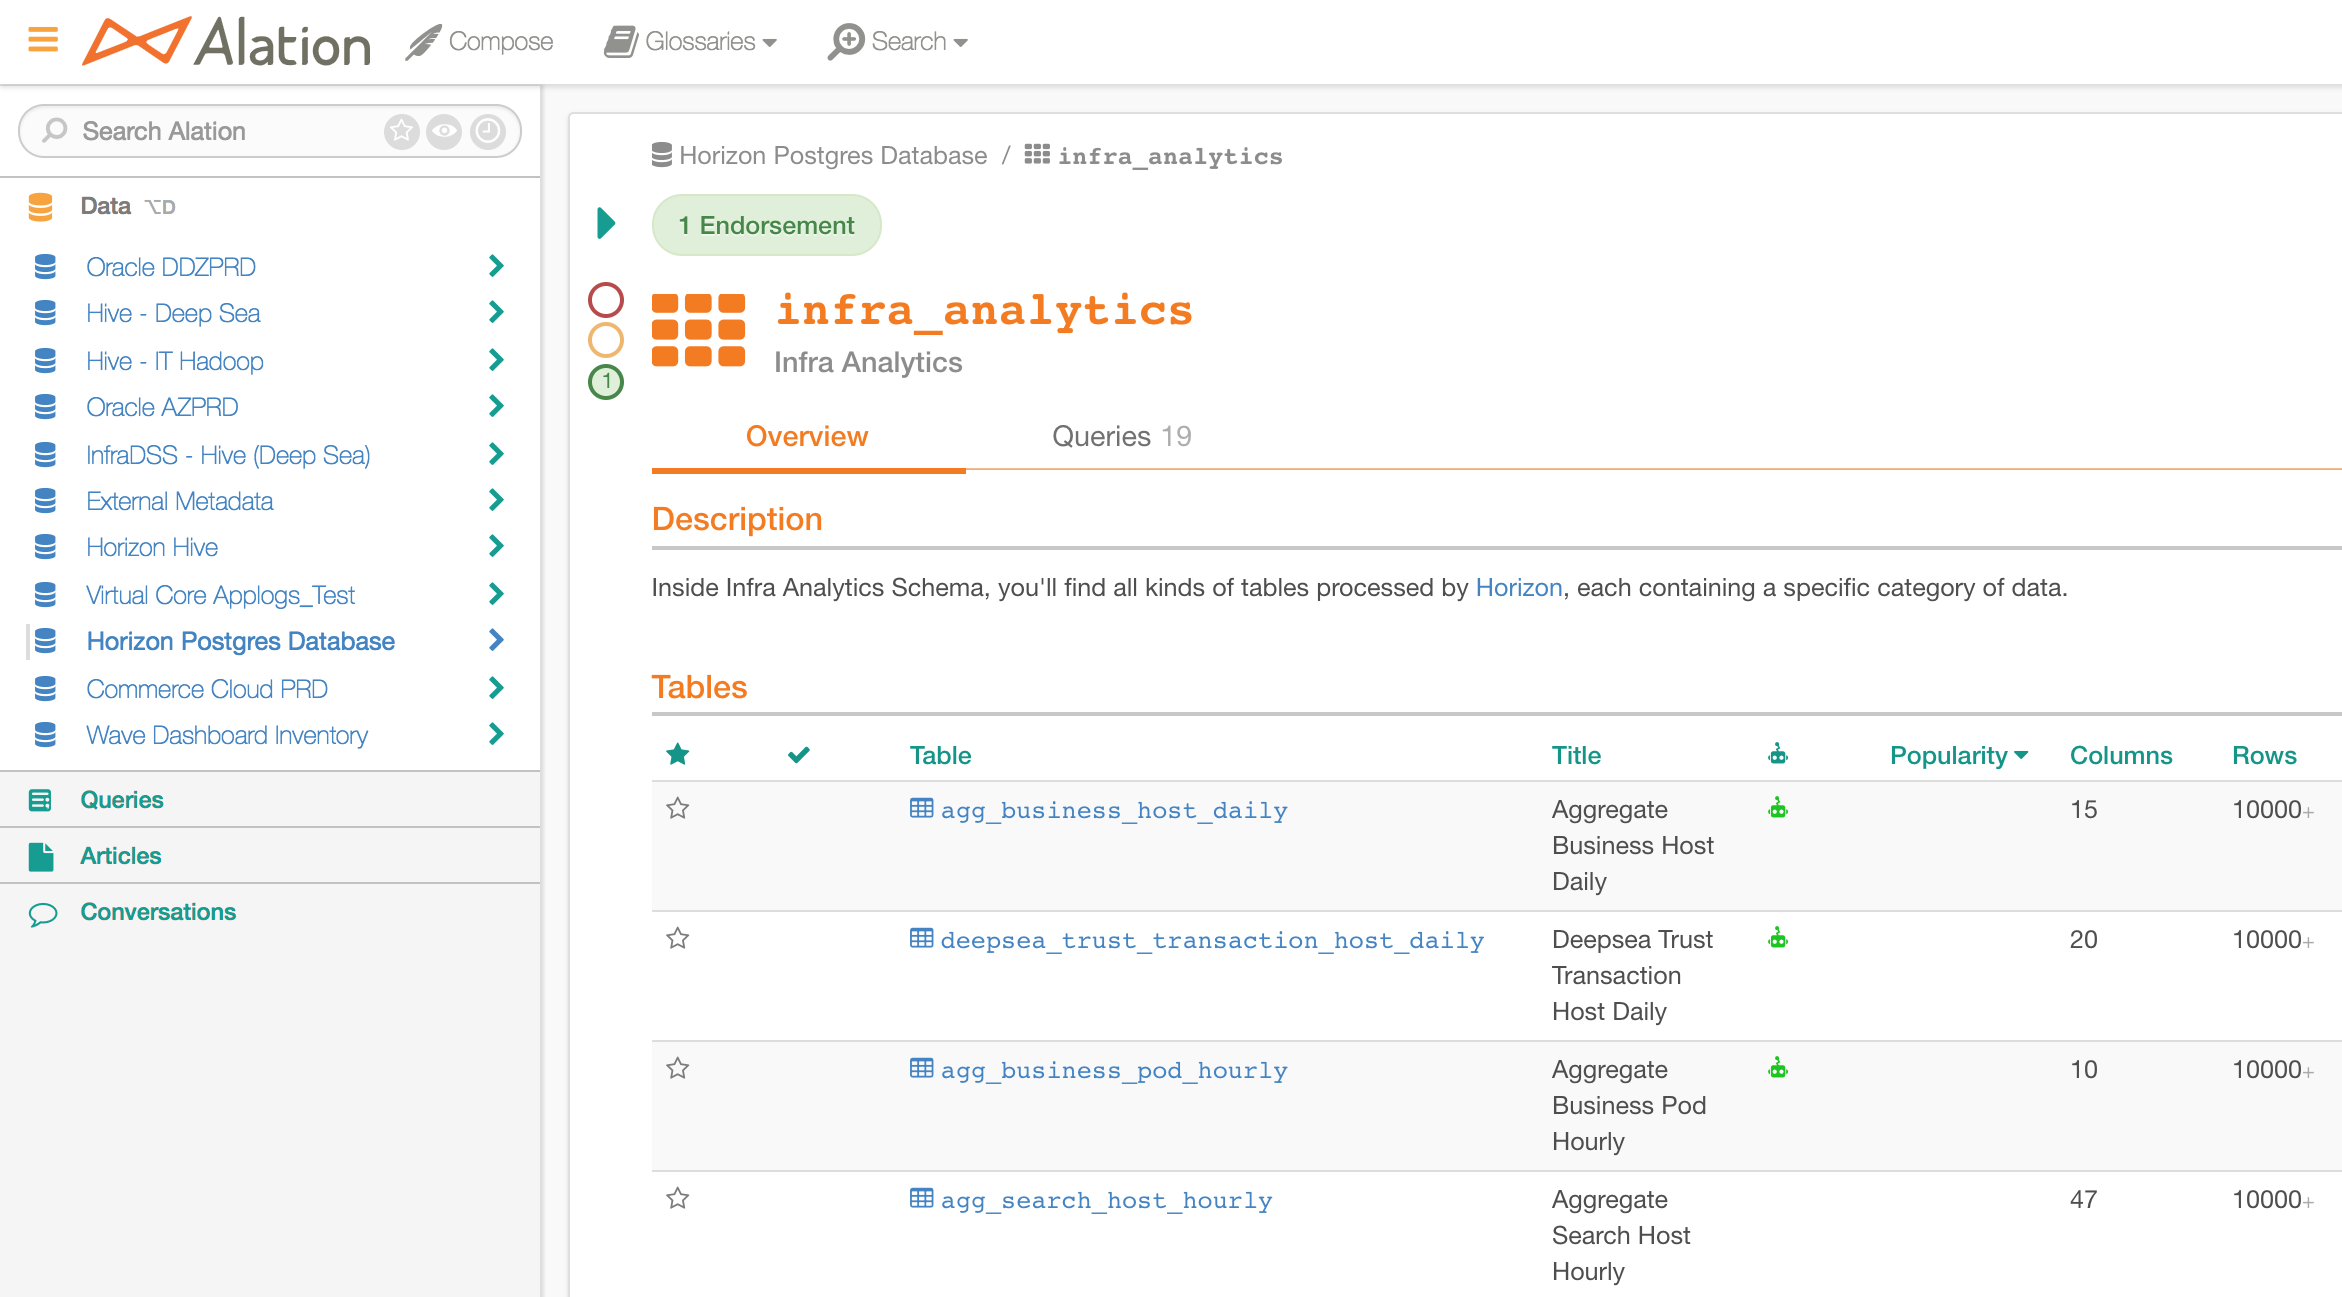 Alation Compose Glossaries Search
Search Alation
Data ⌥D
Oracle DDZPRD
Hive - Deep Sea
Hive - IT Hadoop
Oracle AZPRD
InfraDSS - Hive (Deep Sea)
External Metadata
Horizon Hive
Virtual Core Applogs_Test
Horizon Postgres Database
Commerce Cloud PRD
Wave Dashboard Inventory
Queries
Articles
Conversations
Horizon Postgres Database / infra_analytics
1 Endorsement
infra_analytics
Infra Analytics
1
Overview Queries 19
Description
Inside Infra Analytics Schema, you'll find all kinds of tables processed by Horizon, each containing a specific category of data.
Tables
Table Title Popularity Columns Rows
agg_business_host_daily Aggregate 15 10000+
Business Host
Daily
deepsea_trust_transaction_host_daily Deepsea Trust 20 10000+
Transaction
Host Daily
agg_business_pod_hourly Aggregate 10 10000+
Business Pod
Hourly
agg_search_host_hourly Aggregate 47 10000+
Search Host
Hourly